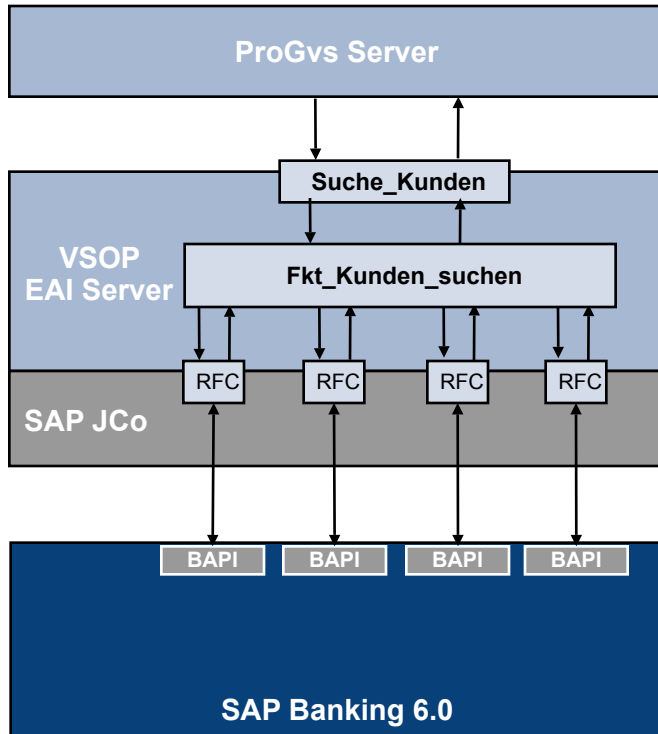 ProGvs Server
Suche_Kunden
VSOP
EAI Server
Fkt_Kunden_suchen
RFC
RFC
RFC
RFC
SAP JCo
BAPI
BAPI
BAPI
BAPI
SAP Banking 6.0